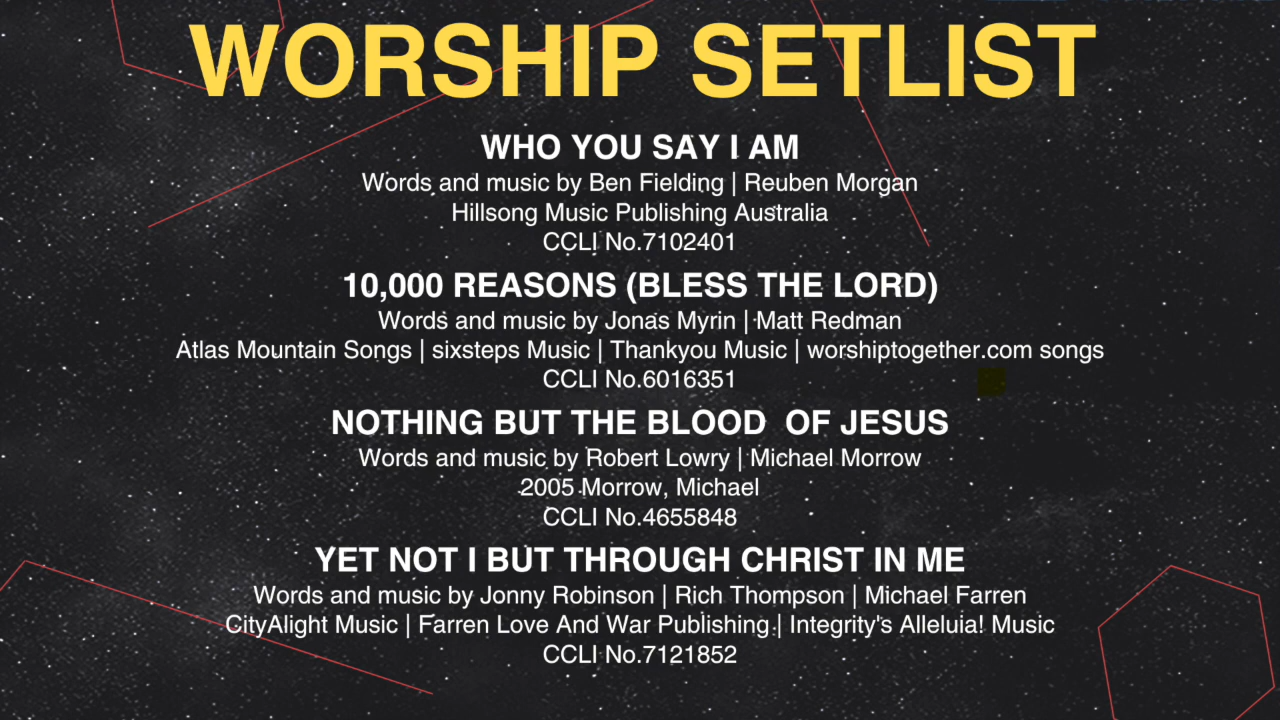 WORSHIP SETLIST
WHO YOU SAY I AM
Words and music by Ben Fielding | Reuben Morgan
Hillsong Music Publishing Australia
CCLI No.7102401
10,000 REASONS (BLESS THE LORD)
Words and music by Jonas Myrin | Matt Redman
Atlas Mountain Songs | sixsteps Music | Thankyou Music | worshiptogether.com songs
CCLI No.6016351
NOTHING BUT THE BLOOD  OF JESUS
Words and music by Robert Lowry | Michael Morrow
2005 Morrow, Michael
CCLI No.4655848
YET NOT I BUT THROUGH CHRIST IN ME
Words and music by Jonny Robinson | Rich Thompson | Michael Farren
CityAlight Music | Farren Love And War Publishing | Integrity's Alleluia! Music
CCLI No.7121852